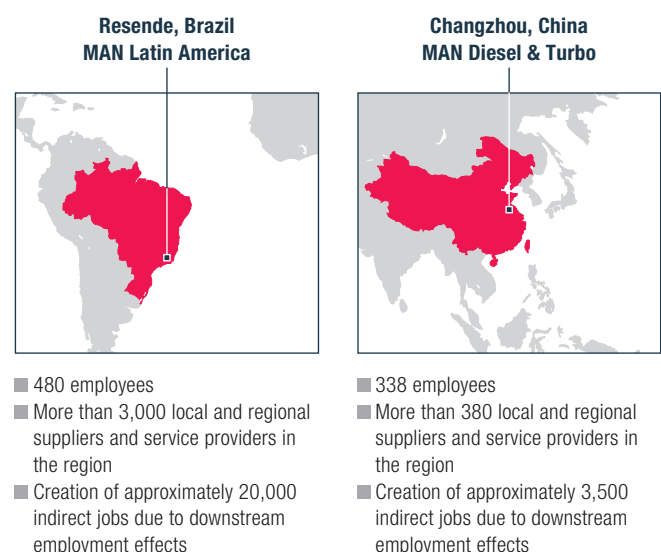 Resende, Brazil
MAN Latin America
480 employees
More than 3,000 local and regional
suppliers and service providers in
the region
Creation of approximately 20,000
indirect jobs due to downstream
employment effects
Changzhou, China
MAN Diesel & Turbo
338 employees
More than 380 local and regional
suppliers and service providers in
the region
Creation of approximately 3,500
indirect jobs due to downstream
employment effects